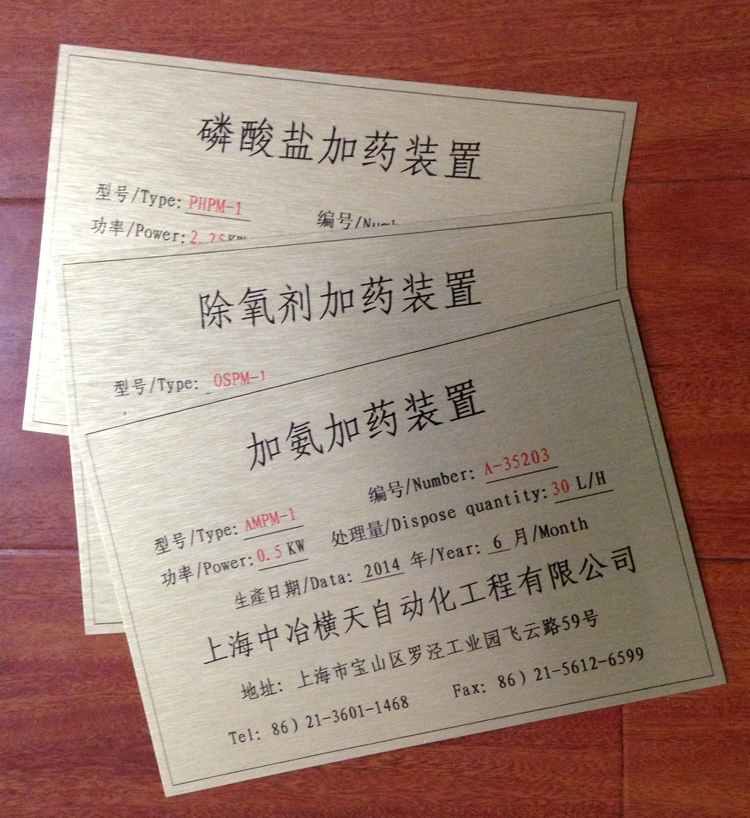 磷酸盐加药装置
型号/Type: PHPM-1 编号/Num
功率/Power: 2.25KW
除氧剂加药装置
型号/Type: OSPM-1
加氨加药装置
型号/Type: AMPM-1 编号/Number: A-35203
功率/Power: 0.5 KW 处理量/Dispose quantity: 30 L/H
生產日期/Data: 2014 年/Year: 6 月/Month
上海中冶横天自动化工程有限公司
地址: 上海市宝山区罗泾工业园飞云路59号
Tel: 86)21-3601-1468 Fax: 86)21-5612-6599